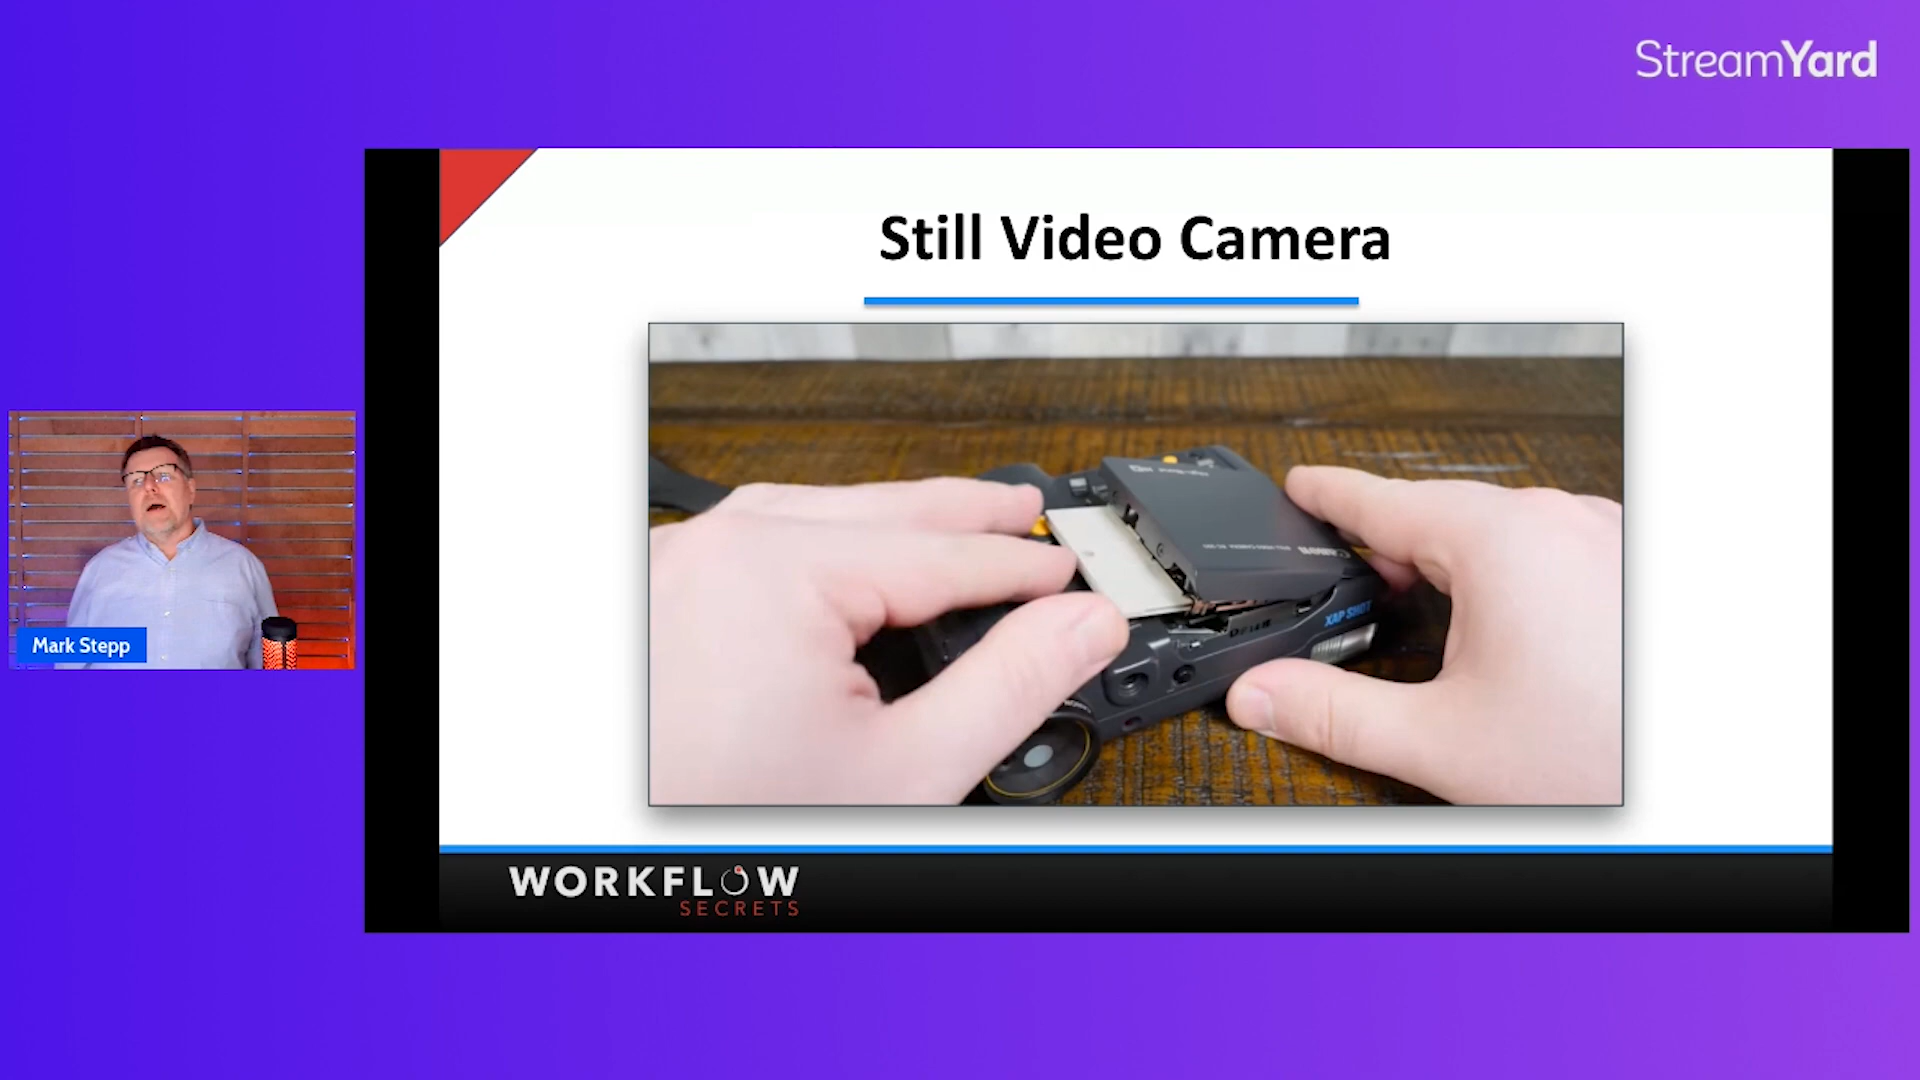 StreamYard
Still Video Camera
Canon
XAP SHOT
Mark Stepp
WORKFLOW
SECRETS